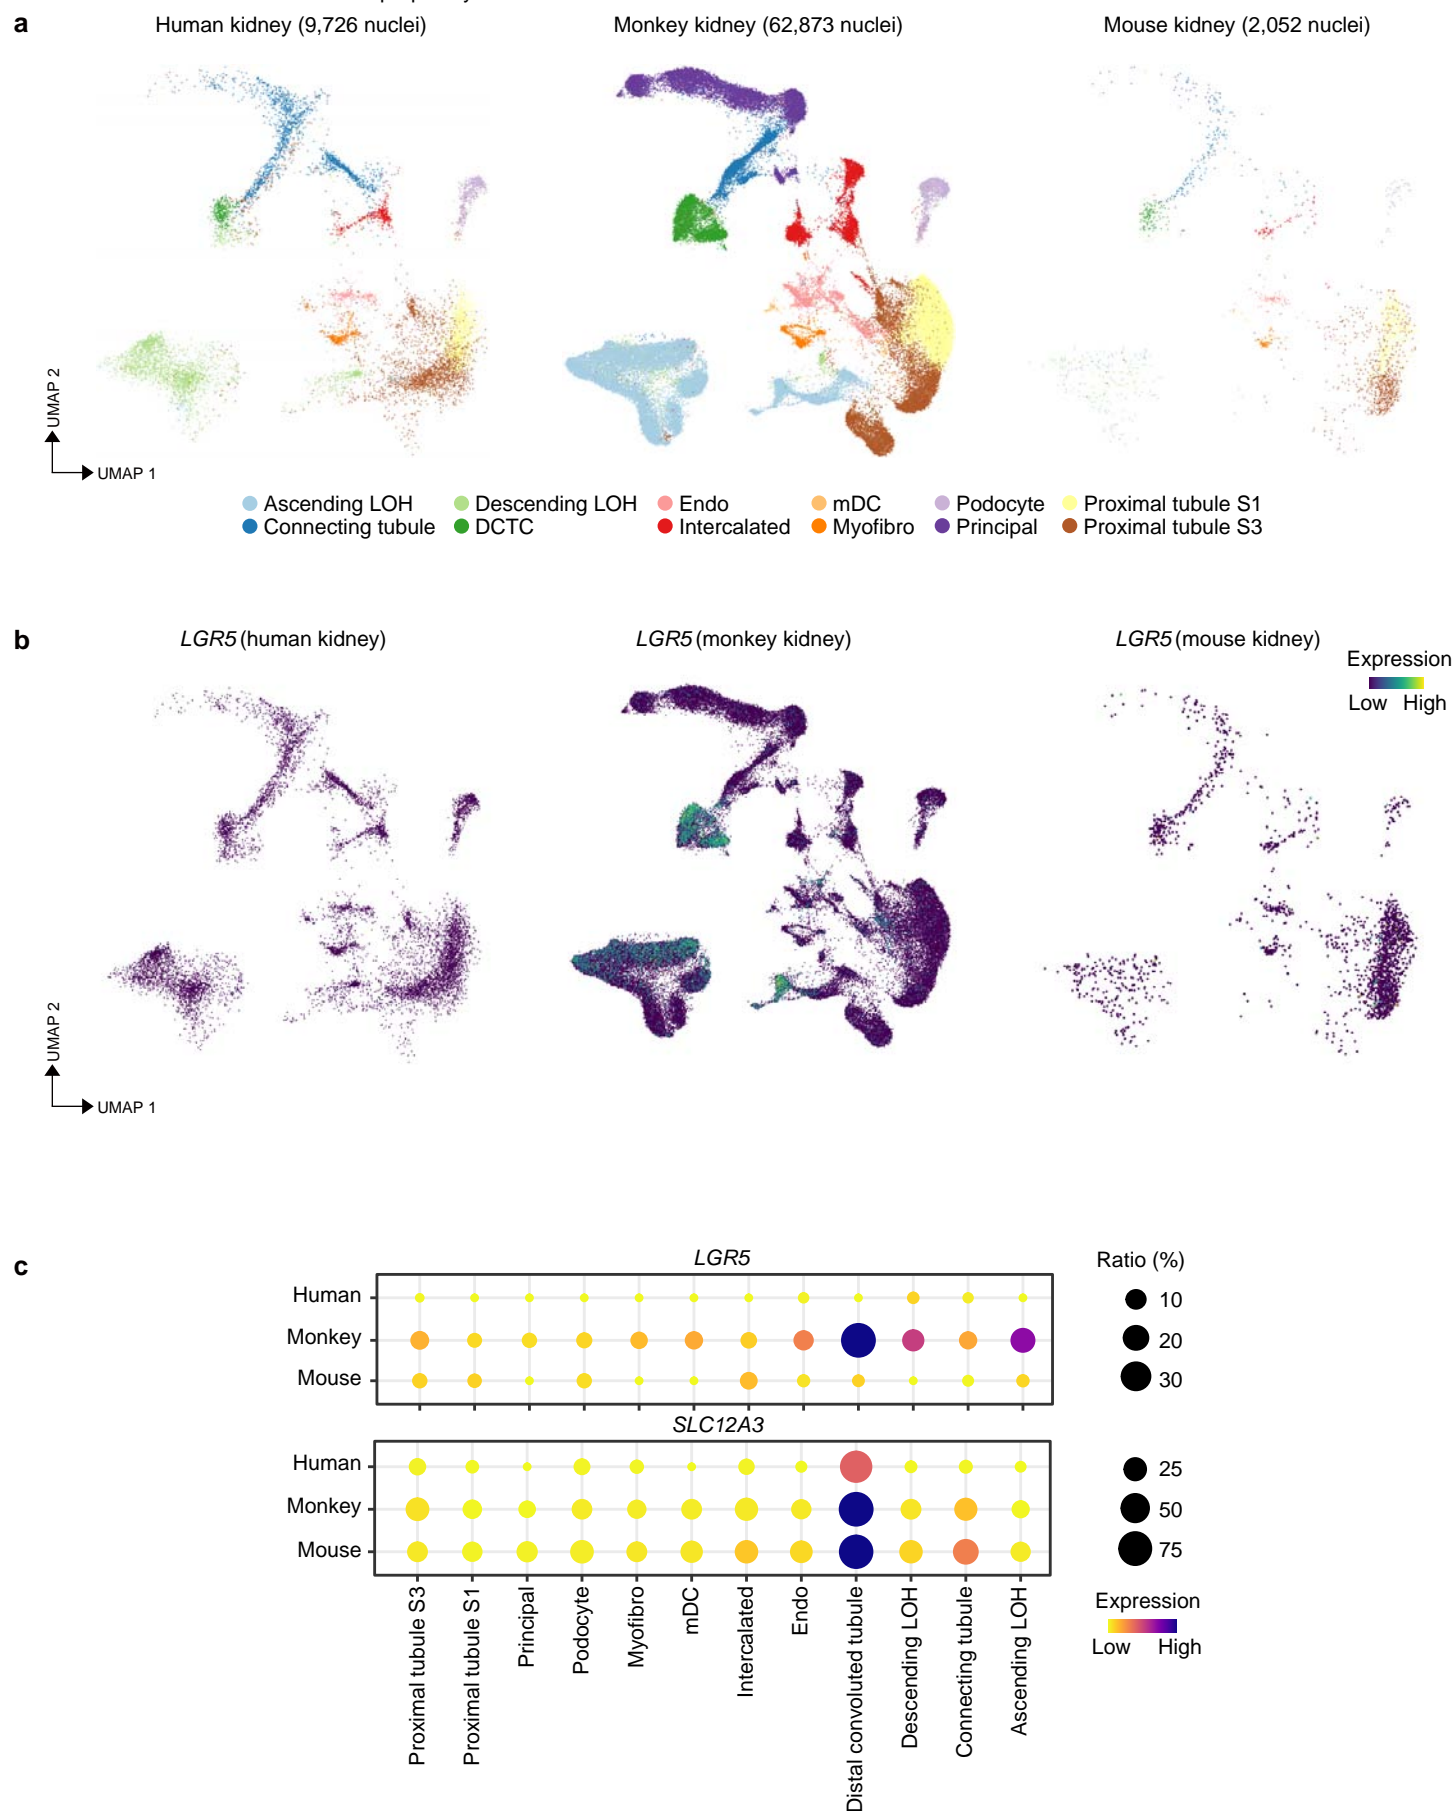 a
Human kidney (9,726 nuclei)
Monkey kidney (62,873 nuclei)
Mouse kidney (2,052 nuclei)
UMAP 2
UMAP 1
Ascending LOH
Descending LOH
Endo
mDC
Podocyte
Proximal tubule S1
Connecting tubule
DCTC
Intercalated
Myofibro
Principal
Proximal tubule S3
b
LGR5 (human kidney)
LGR5 (monkey kidney)
LGR5 (mouse kidney)
Expression
Low High
UMAP 2
UMAP 1
c
LGR5
Human
Monkey
Mouse
Ratio (%)
10
20
30
SLC12A3
Human
Monkey
Mouse
25
50
75
Expression
Low High
Proximal tubule S3
Proximal tubule S1
Principal
Podocyte
Myofibro
mDC
Intercalated
Endo
Distal convoluted tubule
Descending LOH
Connecting tubule
Ascending LOH